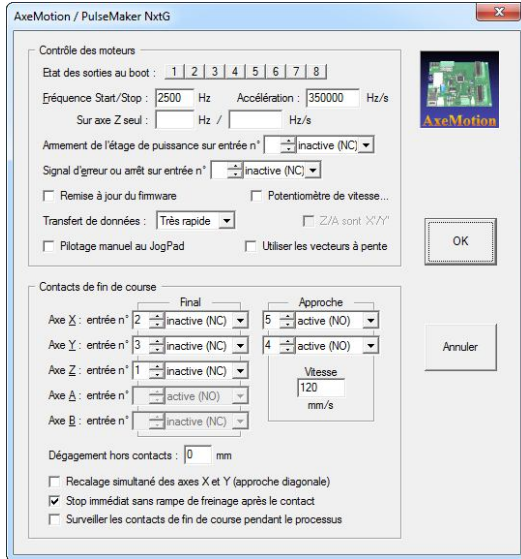 AxeMotion / PulseMaker NxtG
Contrôle des moteurs
Etat des sorties au boot : 1 2 3 4 5 6 7 8
Fréquence Start/Stop : 2500 Hz Accélération : 350000 Hz/s
Sur axe Z seul : Hz / Hz/s
Armement de l'étage de puissance sur entrée n° inactive (NC)
Signal d'erreur ou arrêt sur entrée n° inactive (NC)
Remise à jour du firmware Potentiomètre de vitesse...
Transfert de données : Très rapide Z/A sont X'/Y'
Pilotage manuel au JogPad Utiliser les vecteurs à pente
AxeMotion
OK
Annuler
Contacts de fin de course
Final Approche
Axe X : entrée n° 2 inactive (NC) 5 active (NO)
Axe Y : entrée n° 3 inactive (NC) 4 active (NO)
Axe Z : entrée n° 1 inactive (NC) Vitesse
Axe A : entrée n° active (NO) 120
Axe B : entrée n° inactive (NC) mm/s
Dégagement hors contacts : 0 mm
Recalage simultané des axes X et Y (approche diagonale)
Stop immédiat sans rampe de freinage après le contact
Surveiller les contacts de fin de course pendant le processus